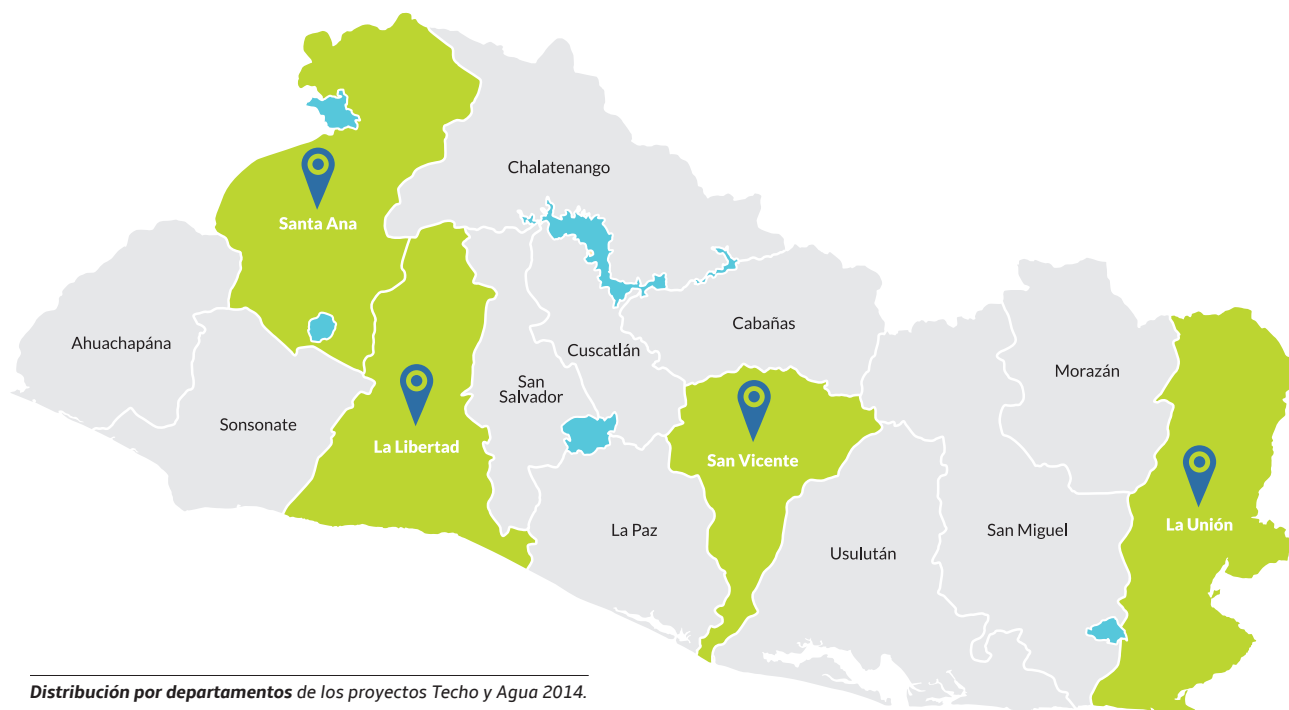 Chalatenango
Santa Ana
Ahuachapána
Cabañas
Cuscatlán
Morazán
San
Salvador
Sonsonate
La Libertad
San Vicente
La Paz
Usulután
San Miguel
La Unión
Distribución por departamentos de los proyectos Techo y Agua 2014.